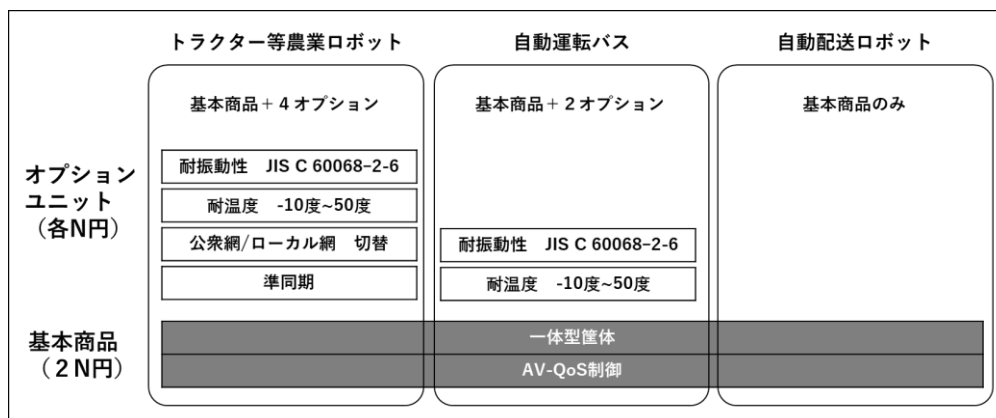 トラクター等農業ロボット
自動運転バス
自動配送ロボット
基本商品+4オプション
基本商品+2オプション
基本商品のみ
オプション
ユニット
(各N円)
耐振動性 JIS C 60068-2-6
耐温度 -10度~50度
公衆網/ローカル網 切替
準同期
耐振動性 JIS C 60068-2-6
耐温度 -10度~50度
基本商品
(2N円)
一体型筐体
AV-QoS制御